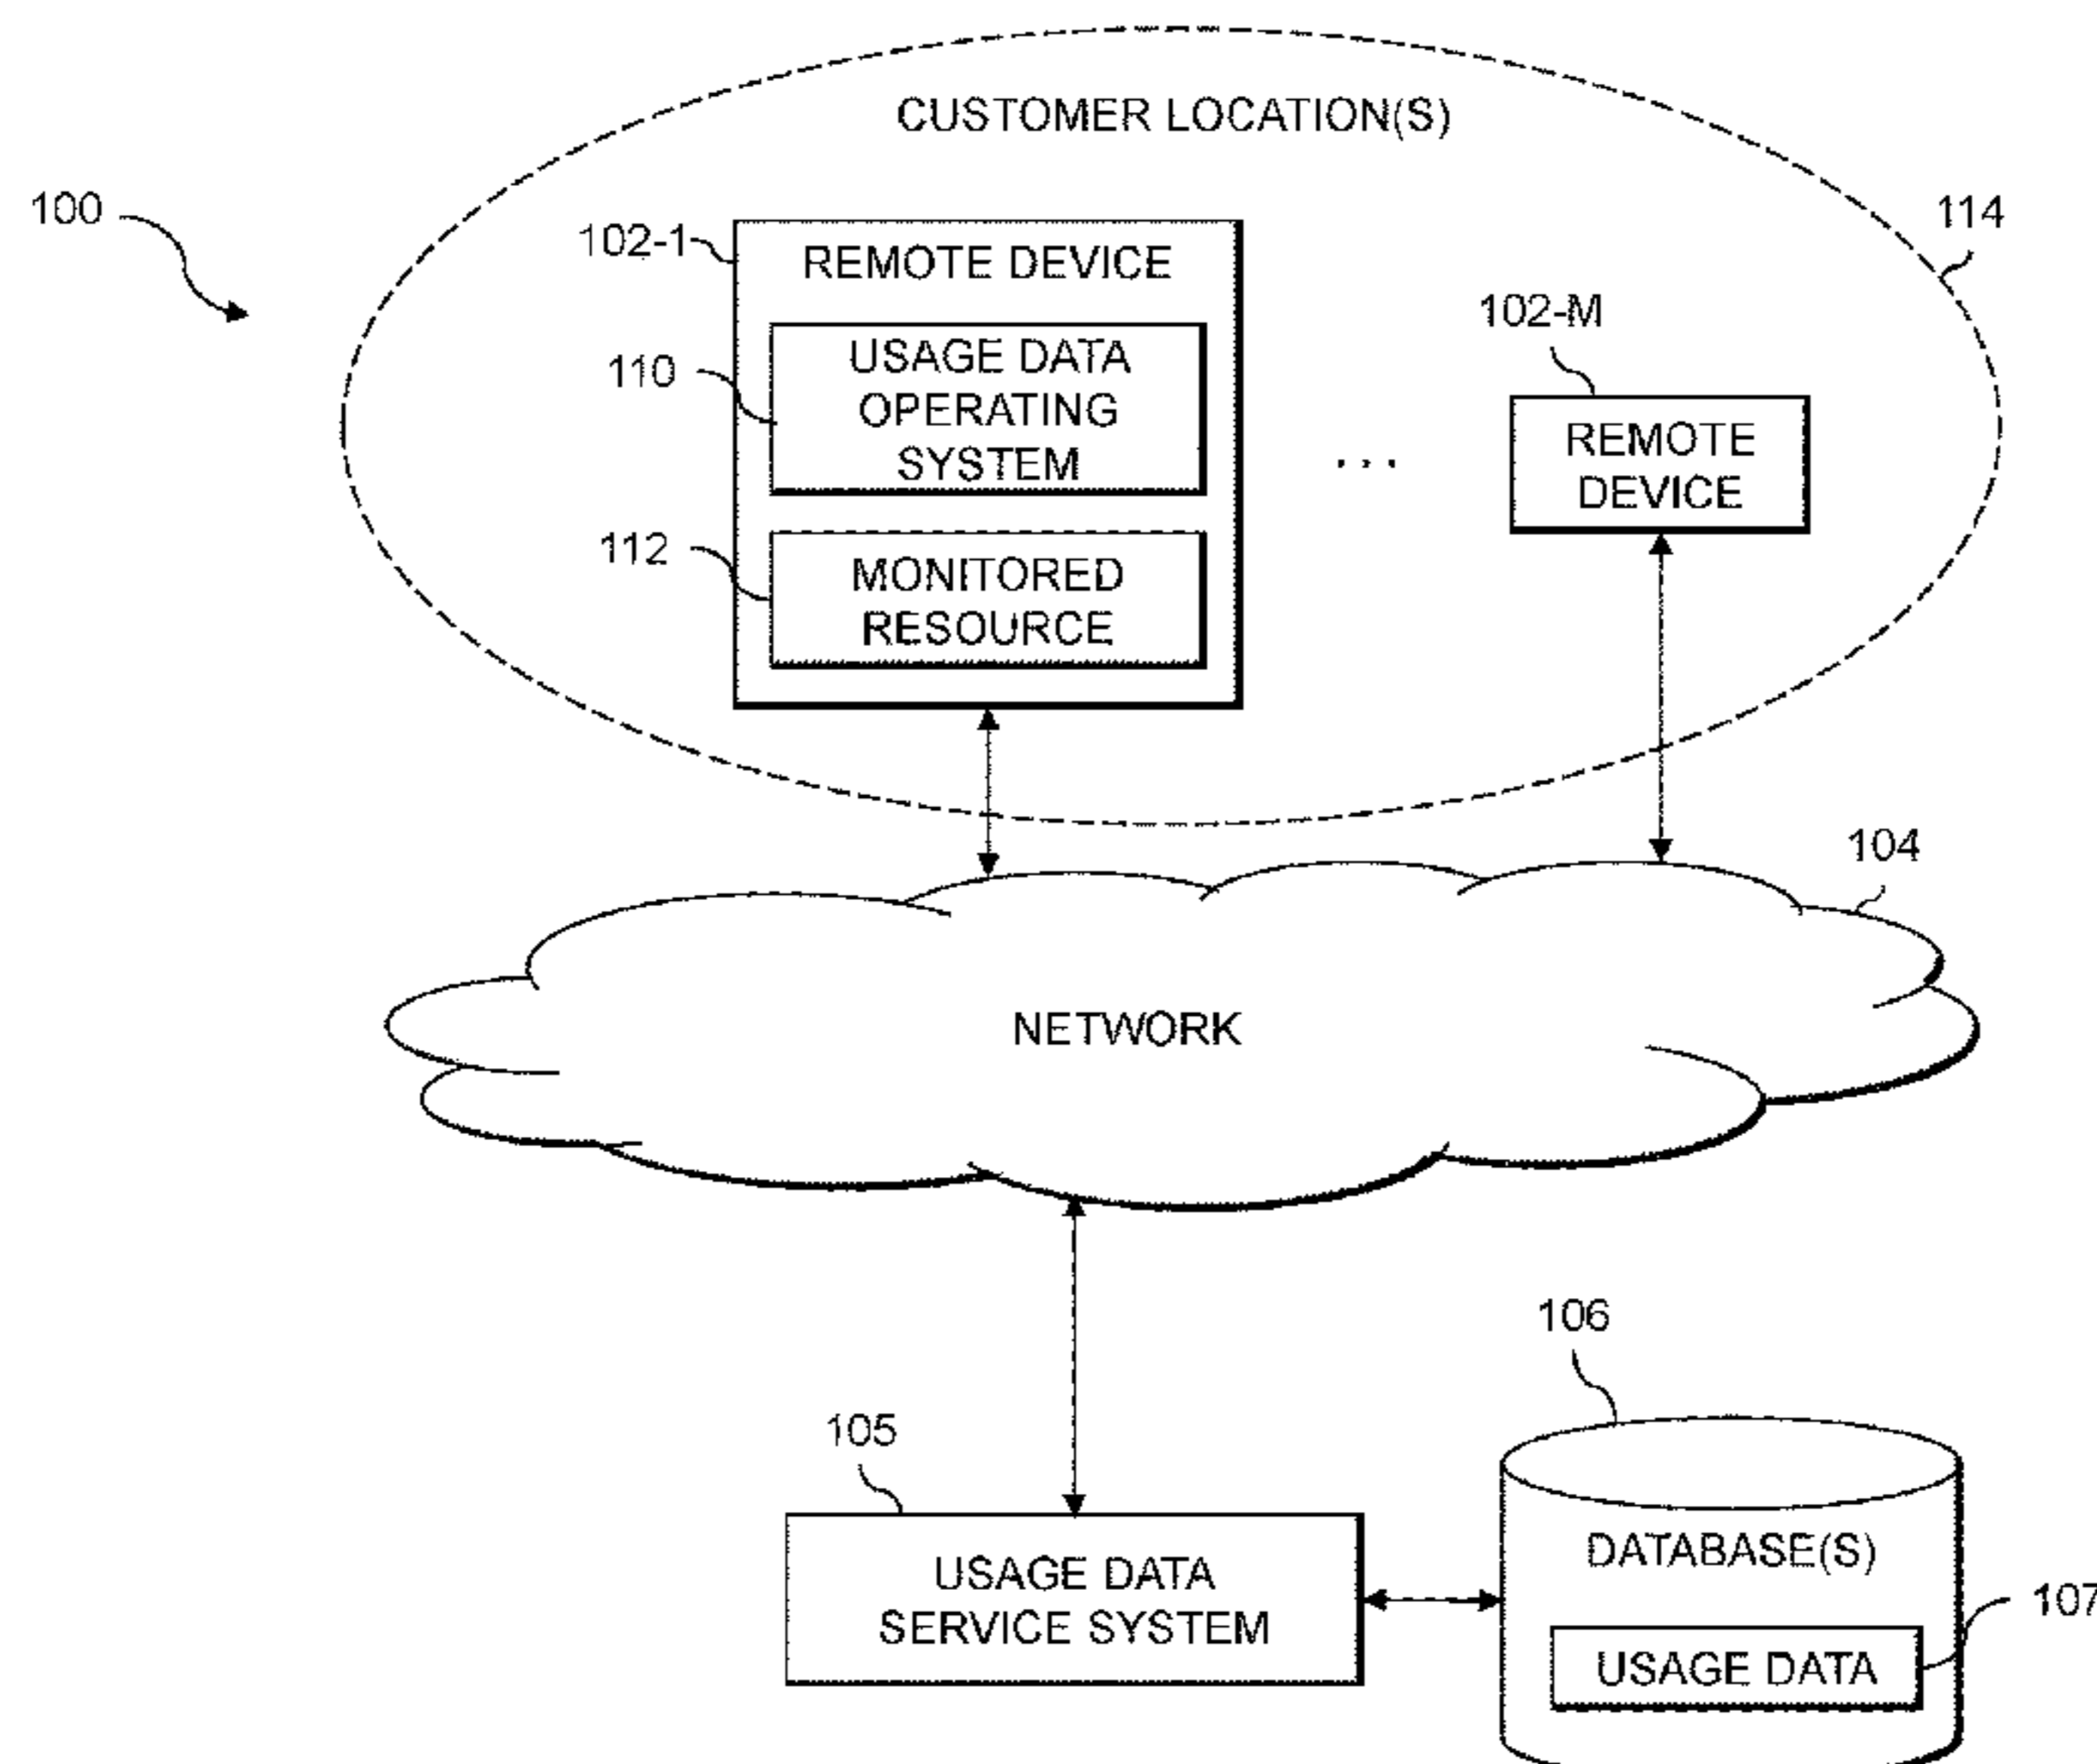 CUSTOMER LOCATION(S)
100
114
102-1
REMOTE DEVICE
102-M
110
USAGE DATA
OPERATING
SYSTEM
. . .
REMOTE
DEVICE
112
MONITORED
RESOURCE
104
NETWORK
106
105
DATABASE(S)
USAGE DATA
SERVICE SYSTEM
107
USAGE DATA